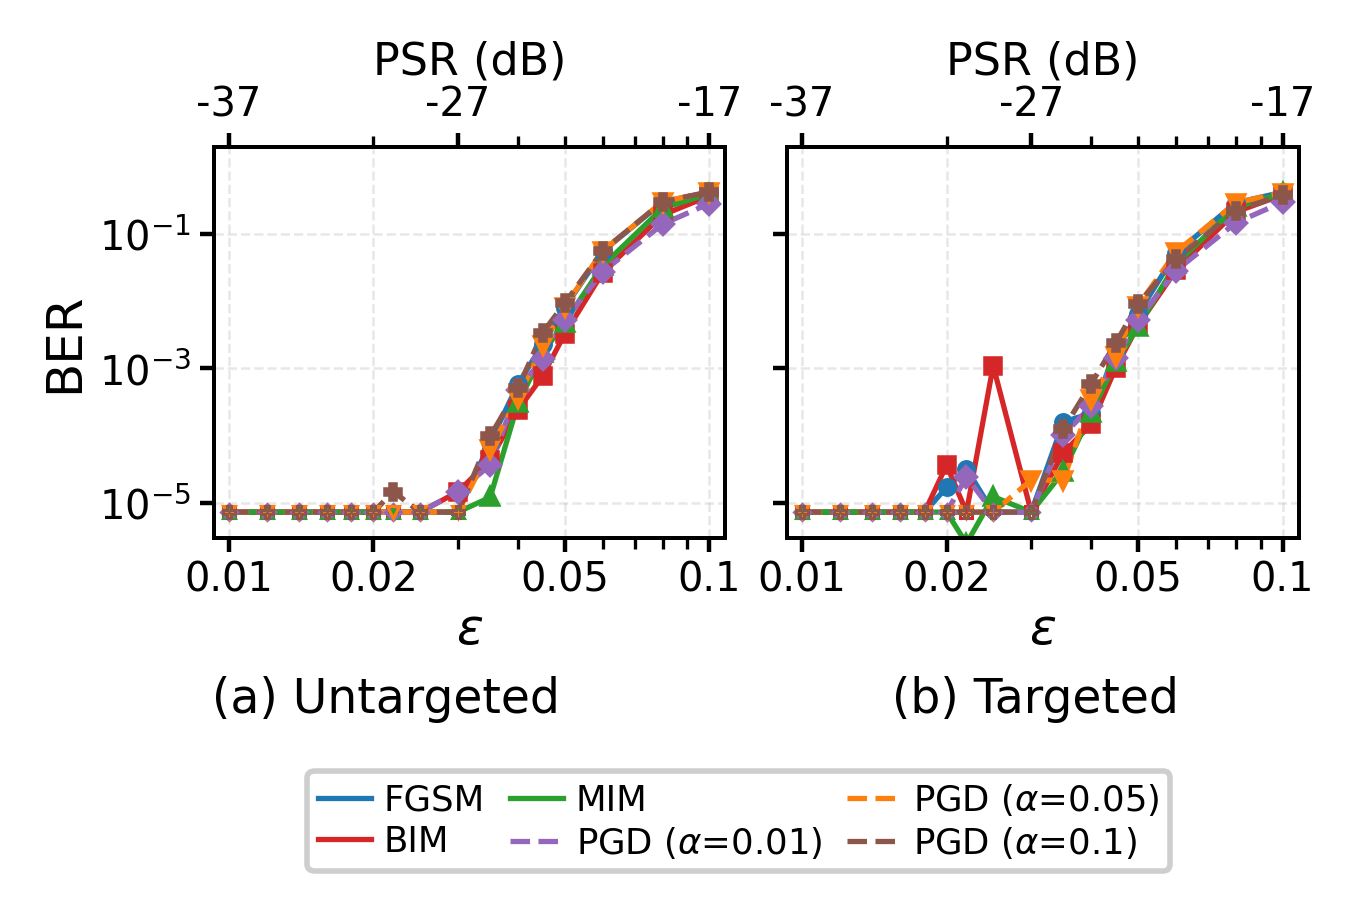 PSR (dB) PSR (dB)
-37 -27 -17 -37 -27 -17
BER
10⁻¹
10⁻³
10⁻⁵
0.01 0.02 0.05 0.1 0.01 0.02 0.05 0.1
ε ε
(a) Untargeted (b) Targeted
FGSM MIM PGD (α=0.05)
BIM PGD (α=0.01) PGD (α=0.1)